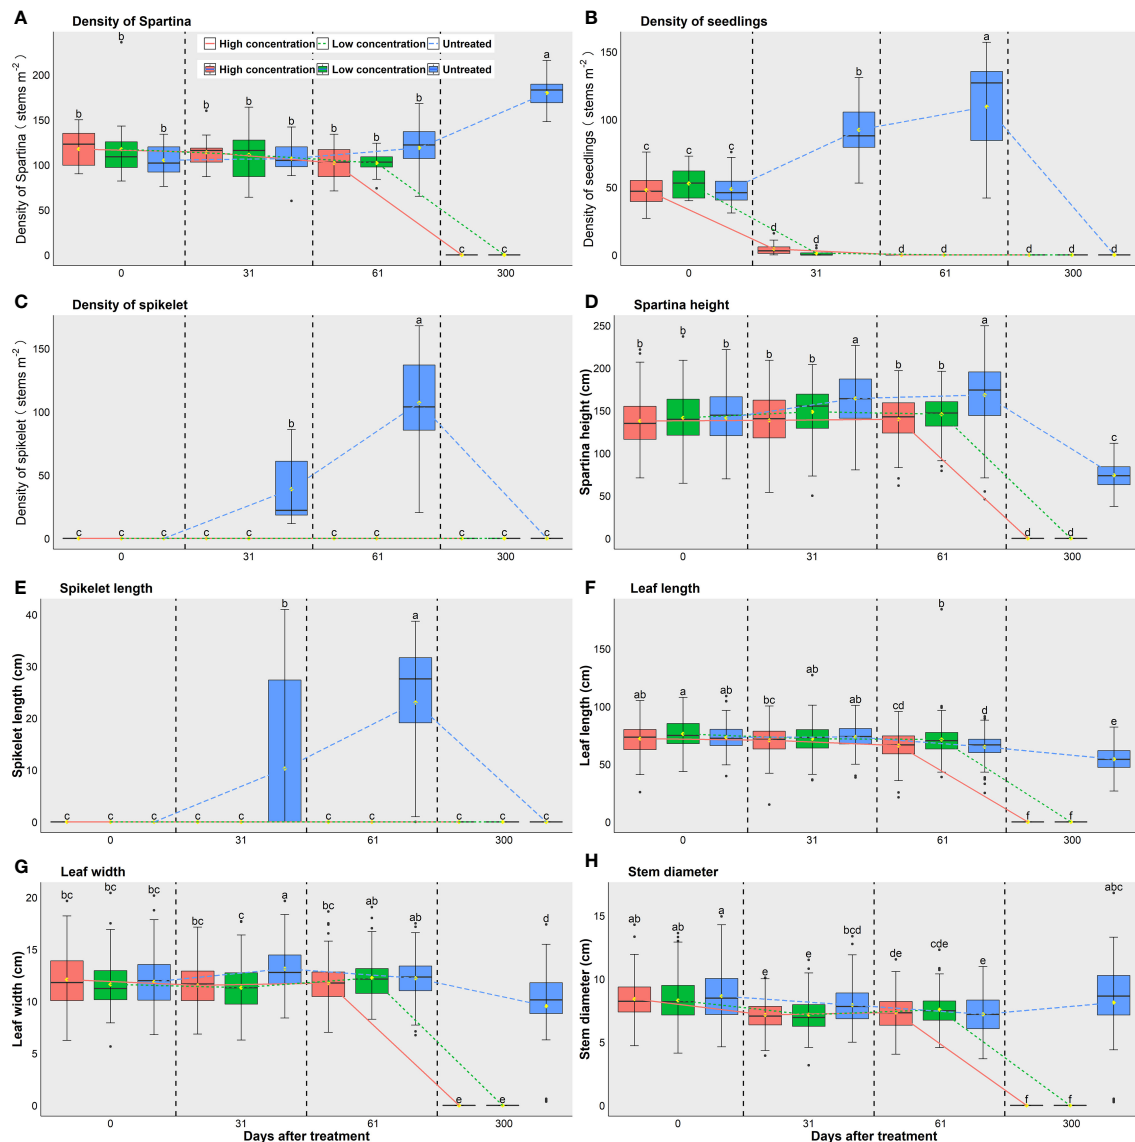 A
Density of Spartina
High concentration Low concentration Untreated
High concentration Low concentration Untreated
Density of Spartina ( stems m-2 )
200
150
100
50
0
b b b b b b b b b c c a
0 31 61 300
B
Density of seedlings
Density of seedlings ( stems m-2 )
150
100
50
0
c c c d d b d d a d d d
0 31 61 300
C
Density of spikelet
Density of spikelet ( stems m-2 )
150
100
50
0
c c c c c b c c a c c c
0 31 61 300
D
Spartina height
Spartina height (cm)
250
200
150
100
50
0
b b b b b a b b a d d c
0 31 61 300
E
Spikelet length
Spikelet length (cm)
40
30
20
10
0
c c c c c b c c a c c c
0 31 61 300
F
Leaf length
Leaf length (cm)
150
100
50
0
ab a ab bc ab ab cd b d f f e
0 31 61 300
G
Leaf width
Leaf width (cm)
20
15
10
5
0
bc bc bc bc c a bc ab ab e e d
0 31 61 300
Days after treatment
H
Stem diameter
Stem diameter (cm)
15
10
5
0
ab ab a e e bcd de cde e f f abc
0 31 61 300
Days after treatment